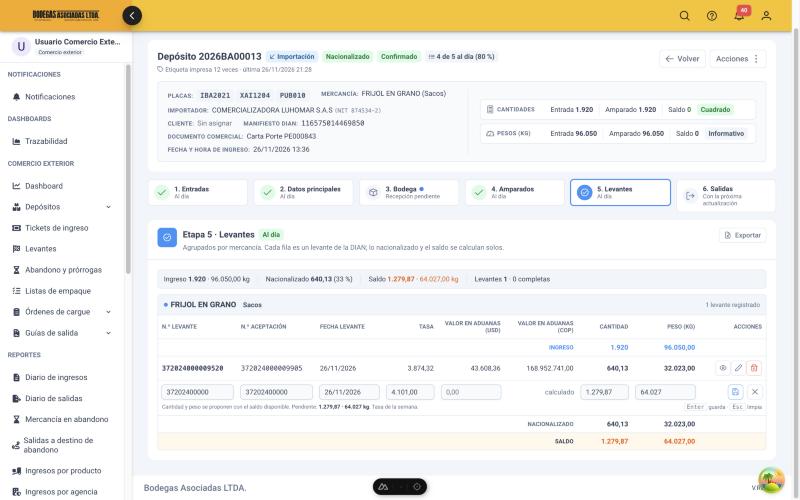 BODEGAS ASOCIADAS LTDA.
40
U
Usuario Comercio Exte...
Comercio exterior
NOTIFICACIONES
Notificaciones
DASHBOARDS
Trazabilidad
COMERCIO EXTERIOR
Dashboard
Depósitos
Tickets de ingreso
Levantes
Abandono y prórrogas
Listas de empaque
Órdenes de cargue
Guías de salida
REPORTES
Diario de ingresos
Diario de salidas
Mercancía en abandono
Salidas a destino de abandono
Ingresos por producto
Ingresos por agencia
Depósito 2026BA00013 Importación Nacionalizado Confirmado 4 de 5 al día (80 %)
Etiqueta impresa 12 veces · última 26/11/2026 21:28
Volver
Acciones
PLACAS: IBA2021 XAI1204 PUB010 MERCANCÍA: FRIJOL EN GRANO (Sacos)
IMPORTADOR: COMERCIALIZADORA LUHOMAR S.A.S (NIT 874534-2)
CLIENTE: Sin asignar MANIFIESTO DIAN: 116575014469850
DOCUMENTO COMERCIAL: Carta Porte PE000843
FECHA Y HORA DE INGRESO: 26/11/2026 13:36
CANTIDADES Entrada 1.920 Amparado 1.920 Saldo 0 Cuadrado
PESOS (KG) Entrada 96.050 Amparado 96.050 Saldo 0 Informativo
1. Entradas
Al día
2. Datos principales
Al día
3. Bodega
Recepción pendiente
4. Amparados
Al día
5. Levantes
Al día
6. Salidas
Con la próxima actualización
Etapa 5 · Levantes Al día
Agrupados por mercancía. Cada fila es un levante de la DIAN; lo nacionalizado y el saldo se calculan solos.
Exportar
Ingreso 1.920 · 96.050,00 kg Nacionalizado 640,13 (33 %) Saldo 1.279,87 · 64.027,00 kg Levantes 1 · 0 completas
FRIJOL EN GRANO Sacos 1 levante registrado
N.° LEVANTE N.° ACEPTACIÓN FECHA LEVANTE TASA VALOR EN ADUANAS (USD) VALOR EN ADUANAS (COP) CANTIDAD PESO (KG) ACCIONES
INGRESO 1.920 96.050,00
372024000009520 372024000009905 26/11/2026 3.874,32 43.608,36 168.952.741,00 640,13 32.023,00
37202400000 37202400000 26/11/2026 4.101,00 0,00 calculado 1.279,87 64.027
Cantidad y peso se proponen con el saldo disponible. Pendiente: 1.279,87 · 64.027 kg. Tasa de la semana.
Enter guarda · Esc limpia
NACIONALIZADO 640,13 32.023,00
SALDO 1.279,87 64.027,00
Bodegas Asociadas LTDA.